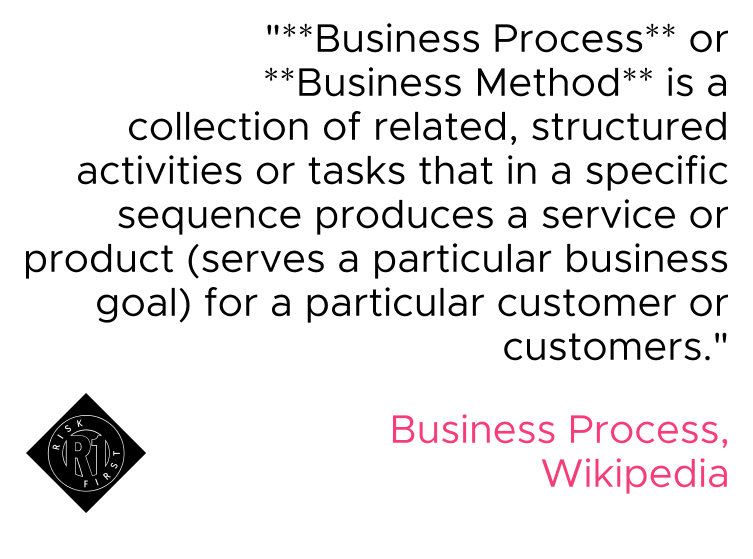 "**Business Process** or
**Business Method** is a
collection of related, structured
activities or tasks that in a specific
sequence produces a service or
product (serves a particular business
goal) for a particular customer or
customers."
Business Process,
Wikipedia
RISK
R1
FIRST